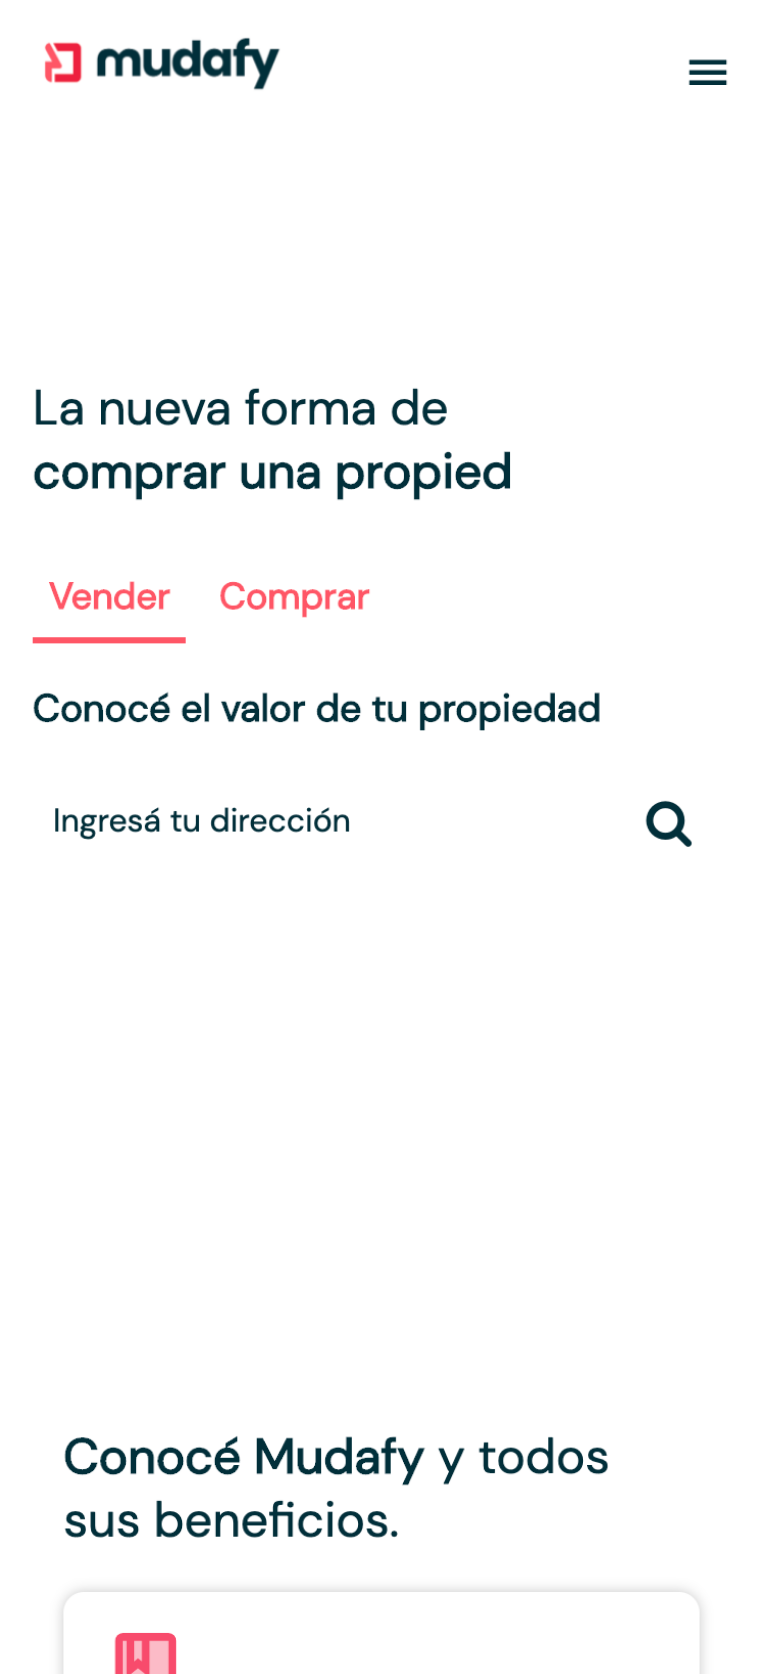 mudafy
La nueva forma de
comprar una propied
Vender Comprar
Conocé el valor de tu propiedad
Ingresá tu dirección
Conocé Mudafy y todos
sus beneficios.